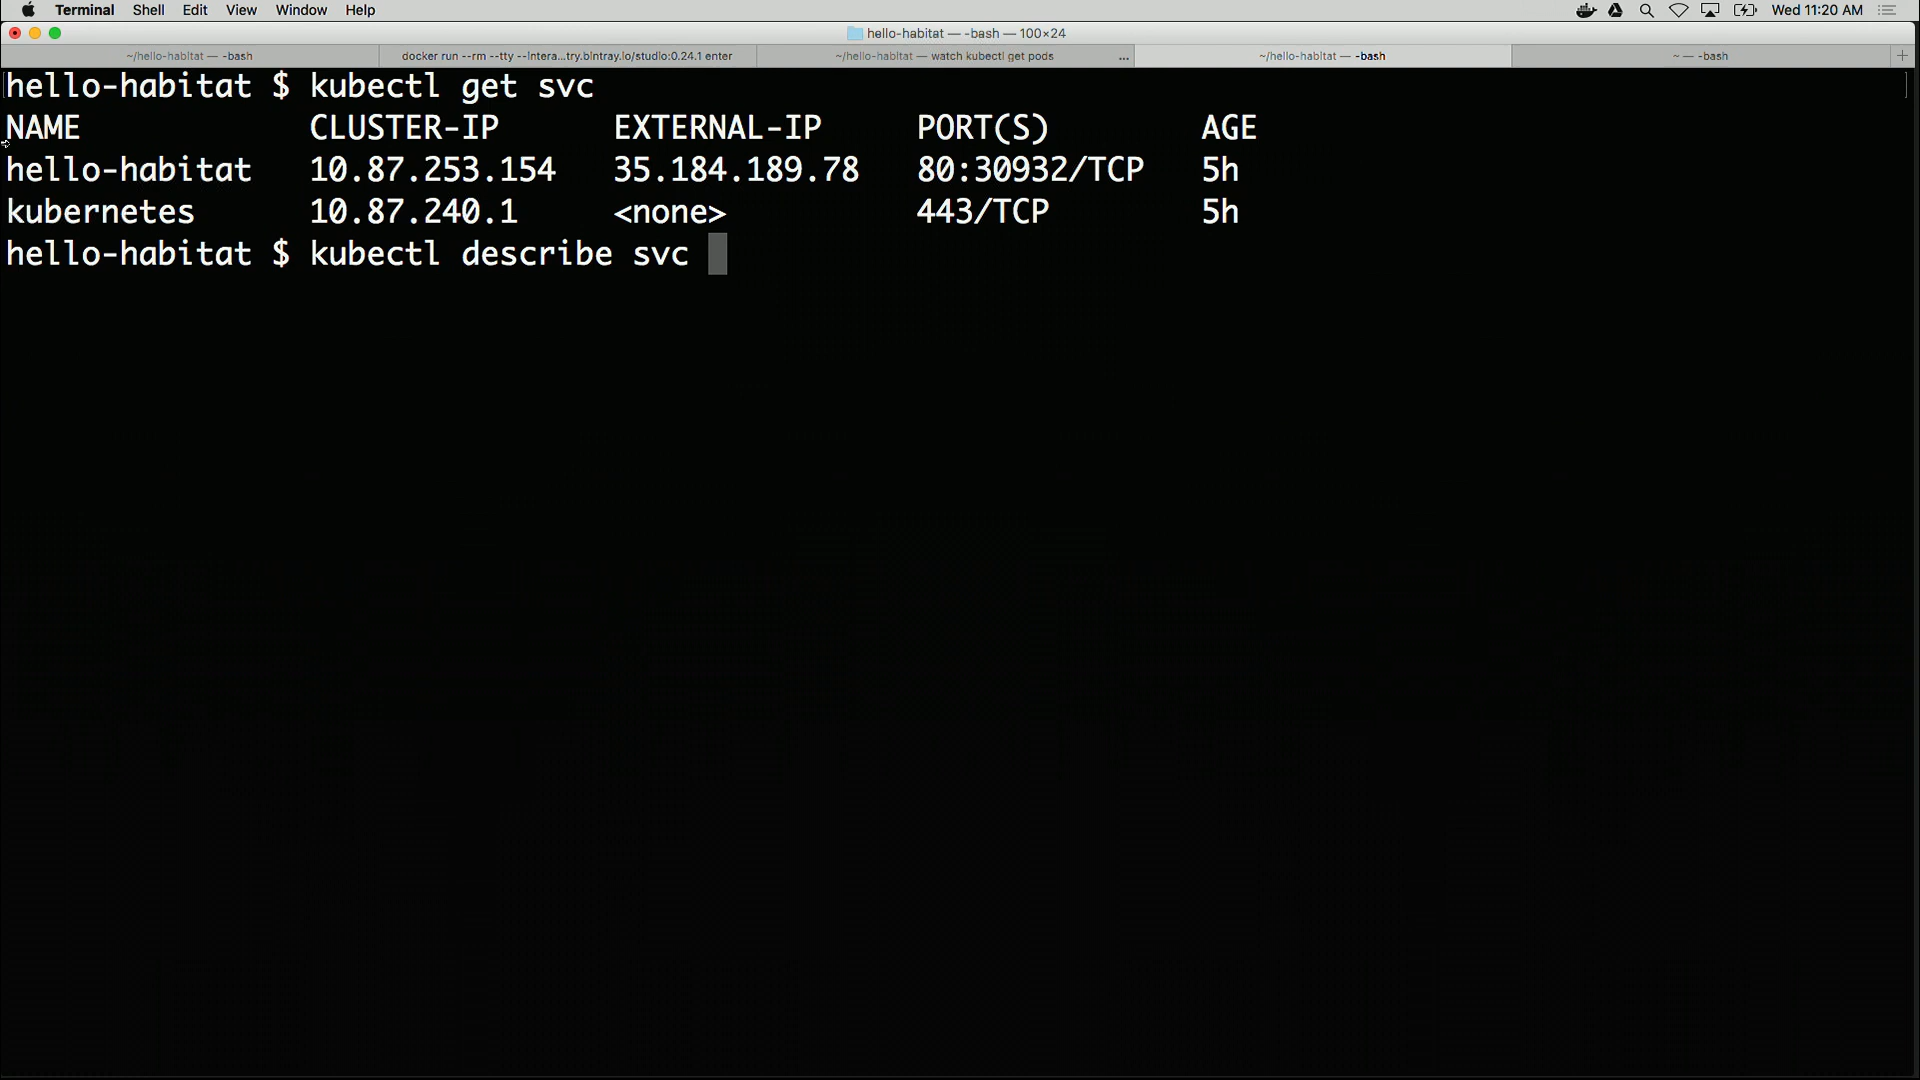 Terminal Shell Edit View Window Help Wed 11:20 AM
hello-habitat — -bash — 100×24
~/hello-habitat — -bash docker run --rm --tty --intera...try.bintray.io/studio:0.24.1 enter ~/hello-habitat — watch kubectl get pods ... ~/hello-habitat — -bash ~ — -bash +
hello-habitat $ kubectl get svc
NAME CLUSTER-IP EXTERNAL-IP PORT(S) AGE
hello-habitat 10.87.253.154 35.184.189.78 80:30932/TCP 5h
kubernetes 10.87.240.1 <none> 443/TCP 5h
hello-habitat $ kubectl describe svc